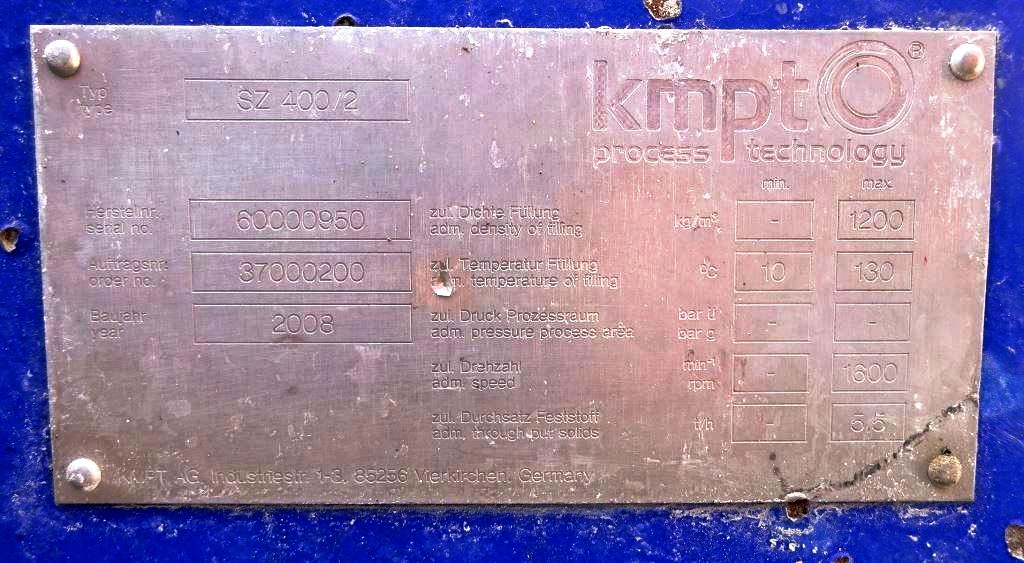 Typ
type
SZ 400/2
kmpt®
process technology
min. max.
Herstellnr.
serial no.
60000950
zul. Dichte Füllung
adm. density of filling
kg/m³
- 1200
Auftragsnr.
order no.
37000200
zul. Temperatur Füllung
adm. temperature of filling
°C
10 130
Baujahr
year
2008
zul. Druck Prozessraum
adm. pressure process area
bar ü
bar g
- -
zul. Drehzahl
adm. speed
min⁻¹
rpm
- 1600
zul. Durchsatz Feststoff
adm. through put solids
t/h
- 5.5
KMPT AG, Industriestr. 1-3, 85256 Vierkirchen, Germany